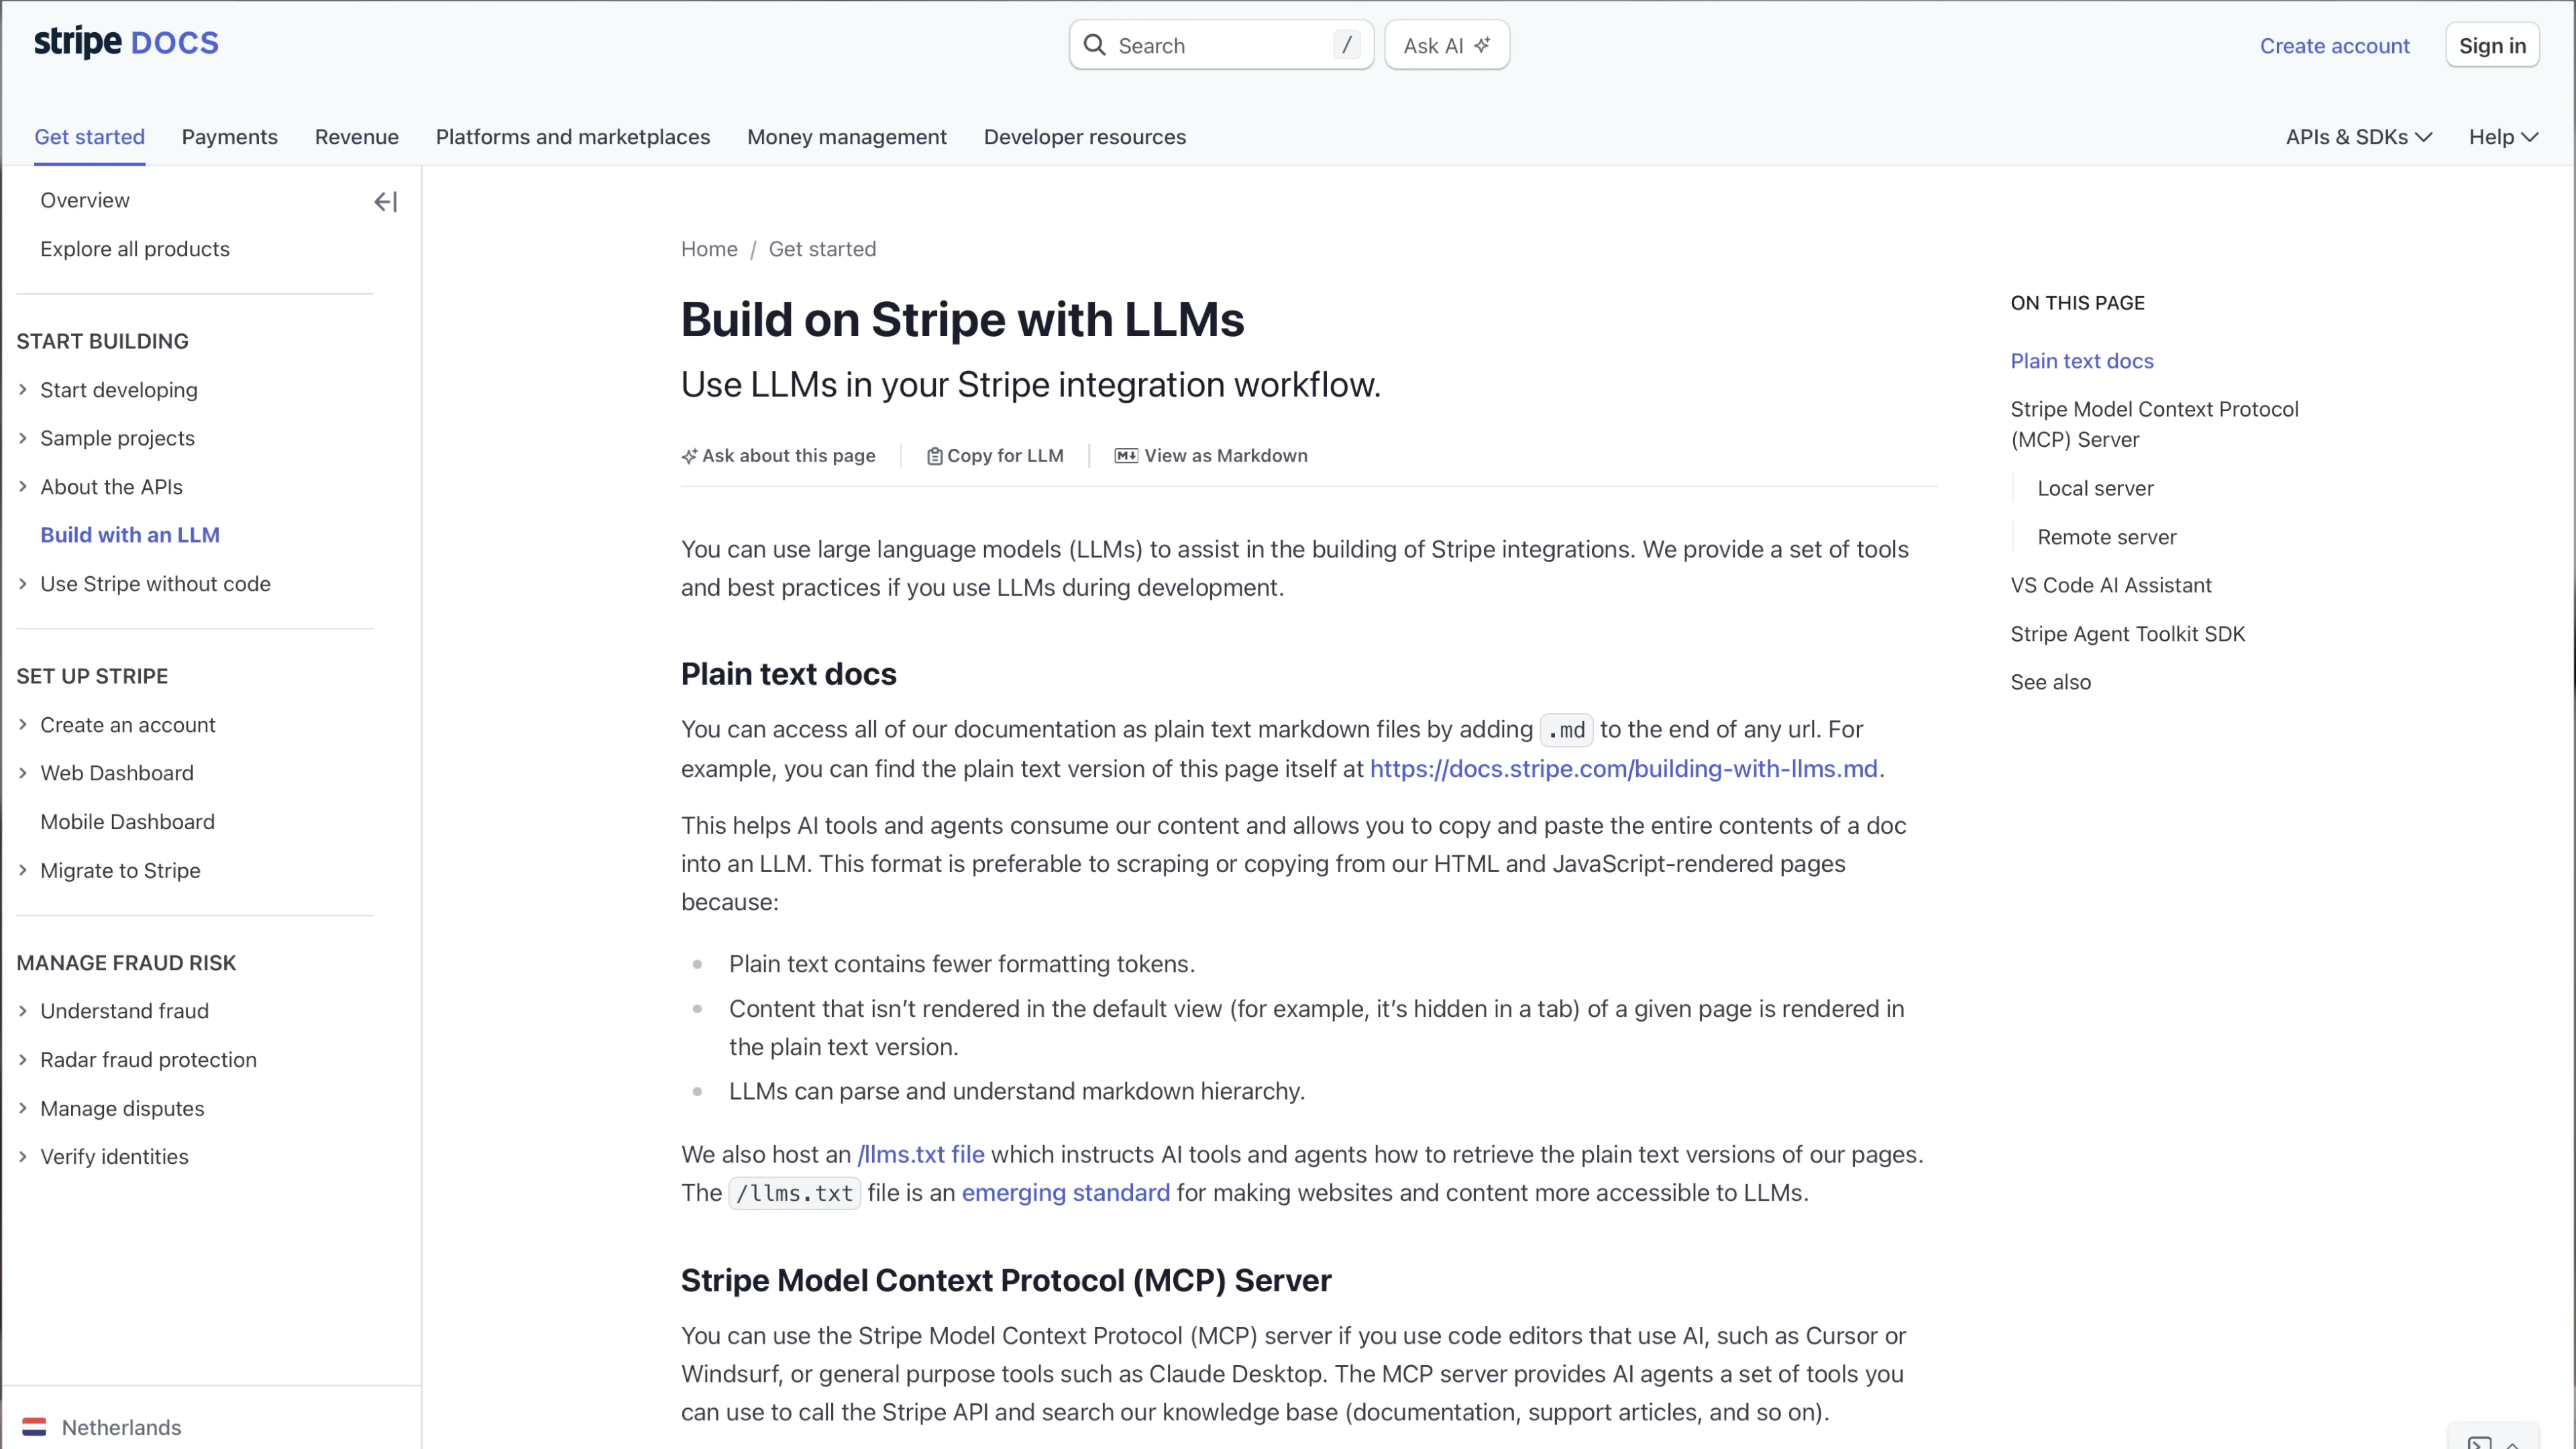 stripe DOCS
Search /
Ask AI
Create account
Sign in
Get started
Payments
Revenue
Platforms and marketplaces
Money management
Developer resources
APIs & SDKs
Help
Overview
Explore all products
START BUILDING
Start developing
Sample projects
About the APIs
Build with an LLM
Use Stripe without code
SET UP STRIPE
Create an account
Web Dashboard
Mobile Dashboard
Migrate to Stripe
MANAGE FRAUD RISK
Understand fraud
Radar fraud protection
Manage disputes
Verify identities
Netherlands
Home / Get started
Build on Stripe with LLMs
Use LLMs in your Stripe integration workflow.
Ask about this page
Copy for LLM
View as Markdown
You can use large language models (LLMs) to assist in the building of Stripe integrations. We provide a set of tools
and best practices if you use LLMs during development.
Plain text docs
You can access all of our documentation as plain text markdown files by adding .md to the end of any url. For
example, you can find the plain text version of this page itself at https://docs.stripe.com/building-with-llms.md.
This helps AI tools and agents consume our content and allows you to copy and paste the entire contents of a doc
into an LLM. This format is preferable to scraping or copying from our HTML and JavaScript-rendered pages
because:
Plain text contains fewer formatting tokens.
Content that isn’t rendered in the default view (for example, it’s hidden in a tab) of a given page is rendered in
the plain text version.
LLMs can parse and understand markdown hierarchy.
We also host an /llms.txt file which instructs AI tools and agents how to retrieve the plain text versions of our pages.
The /llms.txt file is an emerging standard for making websites and content more accessible to LLMs.
Stripe Model Context Protocol (MCP) Server
You can use the Stripe Model Context Protocol (MCP) server if you use code editors that use AI, such as Cursor or
Windsurf, or general purpose tools such as Claude Desktop. The MCP server provides AI agents a set of tools you
can use to call the Stripe API and search our knowledge base (documentation, support articles, and so on).
ON THIS PAGE
Plain text docs
Stripe Model Context Protocol
(MCP) Server
Local server
Remote server
VS Code AI Assistant
Stripe Agent Toolkit SDK
See also